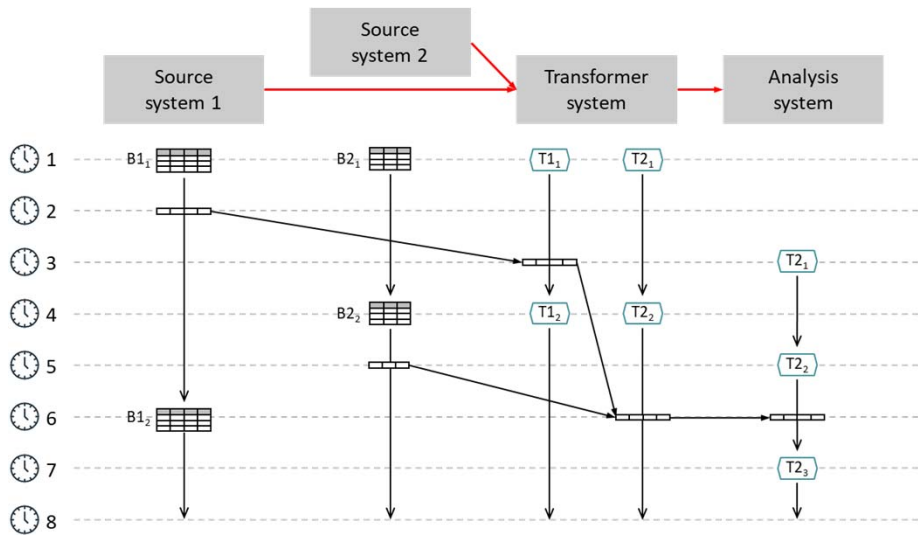 Source
system 2
Source
system 1
Transformer
system
Analysis
system
1 B1₁ B2₁ T1₁ T2₁
2
3 T2₁
4 B2₂ T1₂ T2₂
5 T2₂
6 B1₂
7 T2₃
8